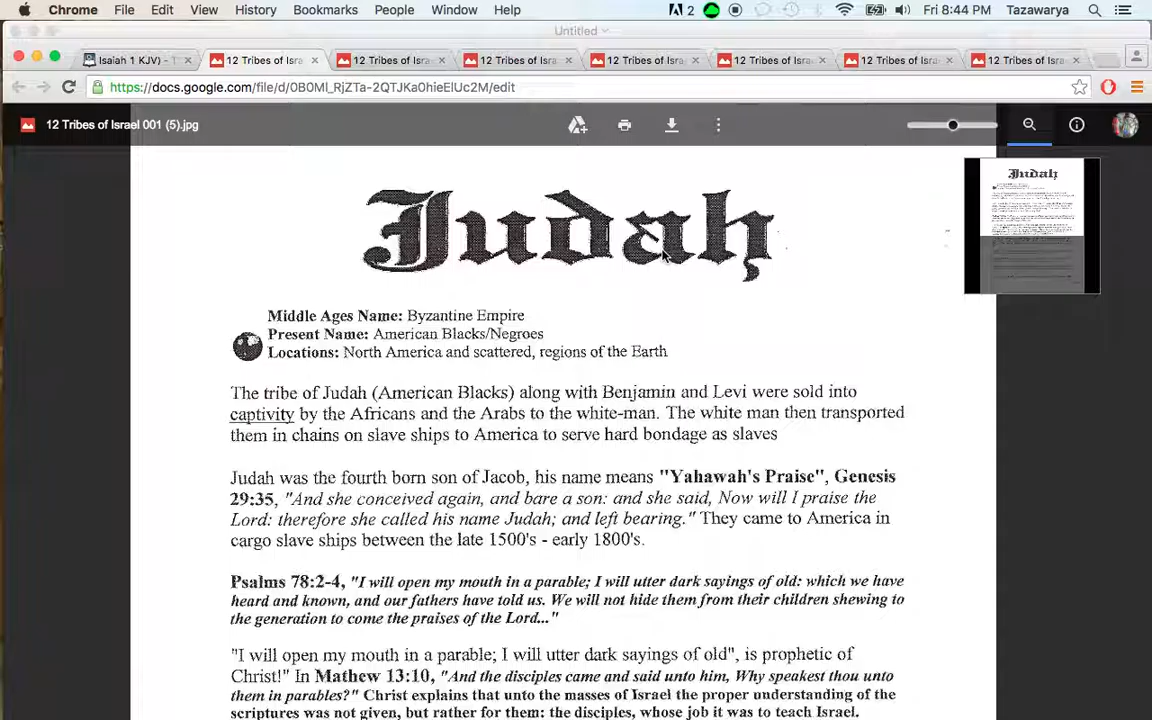 Chrome File Edit View History Bookmarks People Window Help 2 Fri 8:44 PM Tazawarya
Untitled
Isaiah 1 KJV) - 12 Tribes of Isra 12 Tribes of Isra 12 Tribes of Isra 12 Tribes of Isra 12 Tribes of Isra 12 Tribes of Isra 12 Tribes of Isra
https://docs.google.com/file/d/0B0Ml_RjZTa-2QTJKa0hieElUc2M/edit
12 Tribes of Israel 001 (5).jpg
Judah
Middle Ages Name: Byzantine Empire
Present Name: American Blacks/Negroes
Locations: North America and scattered, regions of the Earth
The tribe of Judah (American Blacks) along with Benjamin and Levi were sold into
captivity by the Africans and the Arabs to the white-man. The white man then transported
them in chains on slave ships to America to serve hard bondage as slaves
Judah was the fourth born son of Jacob, his name means "Yahawah's Praise", Genesis
29:35, "And she conceived again, and bare a son: and she said, Now will I praise the
Lord: therefore she called his name Judah; and left bearing." They came to America in
cargo slave ships between the late 1500's - early 1800's.
Psalms 78:2-4, "I will open my mouth in a parable; I will utter dark sayings of old: which we have
heard and known, and our fathers have told us. We will not hide them from their children shewing to
the generation to come the praises of the Lord..."
"I will open my mouth in a parable; I will utter dark sayings of old", is prophetic of
Christ!" In Mathew 13:10, "And the disciples came and said unto him, Why speakest thou unto
them in parables?" Christ explains that unto the masses of Israel the proper understanding of the
scriptures was not given, but rather for them: the disciples, whose job it was to teach Israel.